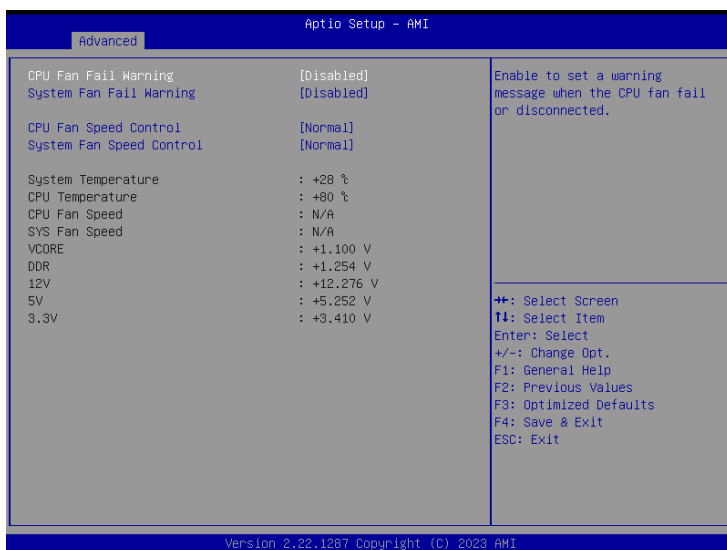 Aptio Setup - AMI
Advanced
CPU Fan Fail Warning [Disabled]
System Fan Fail Warning [Disabled]
CPU Fan Speed Control [Normal]
System Fan Speed Control [Normal]
System Temperature : +28 ℃
CPU Temperature : +80 ℃
CPU Fan Speed : N/A
SYS Fan Speed : N/A
VCORE : +1.100 V
DDR : +1.254 V
12V : +12.276 V
5V : +5.252 V
3.3V : +3.410 V
Enable to set a warning
message when the CPU fan fail
or disconnected.
→←: Select Screen
↑↓: Select Item
Enter: Select
+/-: Change Opt.
F1: General Help
F2: Previous Values
F3: Optimized Defaults
F4: Save & Exit
ESC: Exit
Version 2.22.1287 Copyright (C) 2023 AMI